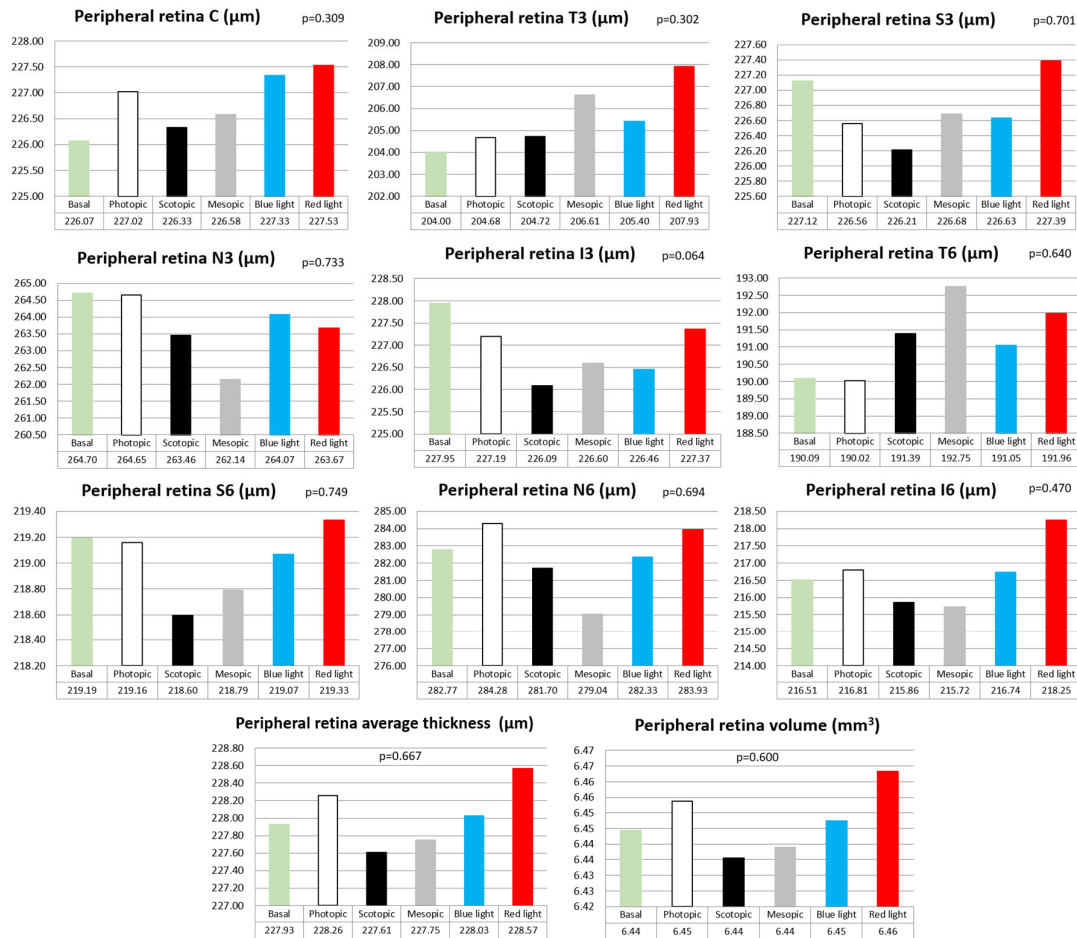 Peripheral retina C (μm) p=0.309
228.00
227.50
227.00
226.50
226.00
225.50
225.00
Basal Photopic Scotopic Mesopic Blue light Red light
226.07 227.02 226.33 226.58 227.33 227.53
Peripheral retina T3 (μm) p=0.302
209.00
208.00
207.00
206.00
205.00
204.00
203.00
202.00
Basal Photopic Scotopic Mesopic Blue light Red light
204.00 204.68 204.72 206.61 205.40 207.93
Peripheral retina S3 (μm) p=0.701
227.60
227.40
227.20
227.00
226.80
226.60
226.40
226.20
226.00
225.80
225.60
Basal Photopic Scotopic Mesopic Blue light Red light
227.12 226.56 226.21 226.68 226.63 227.39
Peripheral retina N3 (μm) p=0.733
265.00
264.50
264.00
263.50
263.00
262.50
262.00
261.50
261.00
260.50
Basal Photopic Scotopic Mesopic Blue light Red light
264.70 264.65 263.46 262.14 264.07 263.67
Peripheral retina I3 (μm) p=0.064
228.50
228.00
227.50
227.00
226.50
226.00
225.50
225.00
Basal Photopic Scotopic Mesopic Blue light Red light
227.95 227.19 226.09 226.60 226.46 227.37
Peripheral retina T6 (μm) p=0.640
193.00
192.50
192.00
191.50
191.00
190.50
190.00
189.50
189.00
188.50
Basal Photopic Scotopic Mesopic Blue light Red light
190.09 190.02 191.39 192.75 191.05 191.96
Peripheral retina S6 (μm) p=0.749
219.40
219.20
219.00
218.80
218.60
218.40
218.20
Basal Photopic Scotopic Mesopic Blue light Red light
219.19 219.16 218.60 218.79 219.07 219.33
Peripheral retina N6 (μm) p=0.694
285.00
284.00
283.00
282.00
281.00
280.00
279.00
278.00
277.00
276.00
Basal Photopic Scotopic Mesopic Blue light Red light
282.77 284.28 281.70 279.04 282.33 283.93
Peripheral retina I6 (μm) p=0.470
218.50
218.00
217.50
217.00
216.50
216.00
215.50
215.00
214.50
214.00
Basal Photopic Scotopic Mesopic Blue light Red light
216.51 216.81 215.86 215.72 216.74 218.25
Peripheral retina average thickness (μm)
p=0.667
228.80
228.60
228.40
228.20
228.00
227.80
227.60
227.40
227.20
227.00
Basal Photopic Scotopic Mesopic Blue light Red light
227.93 228.26 227.61 227.75 228.03 228.57
Peripheral retina volume (mm³)
p=0.600
6.47
6.47
6.46
6.46
6.45
6.45
6.44
6.44
6.43
6.43
6.42
Basal Photopic Scotopic Mesopic Blue light Red light
6.44 6.45 6.44 6.44 6.45 6.46